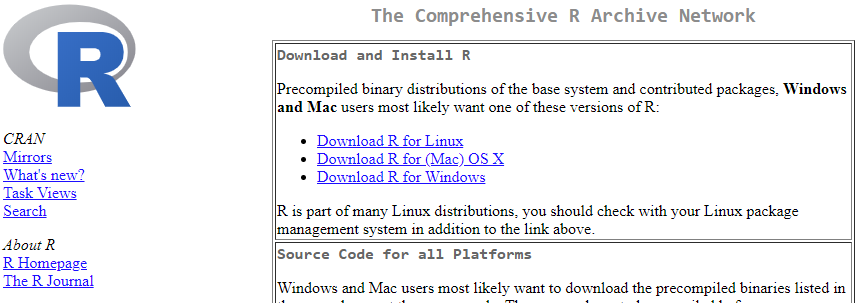 The Comprehensive R Archive Network
R
CRAN
Mirrors
What's new?
Task Views
Search
About R
R Homepage
The R Journal
Download and Install R
Precompiled binary distributions of the base system and contributed packages, Windows
and Mac users most likely want one of these versions of R:
Download R for Linux
Download R for (Mac) OS X
Download R for Windows
R is part of many Linux distributions, you should check with your Linux package
management system in addition to the link above.
Source Code for all Platforms
Windows and Mac users most likely want to download the precompiled binaries listed in